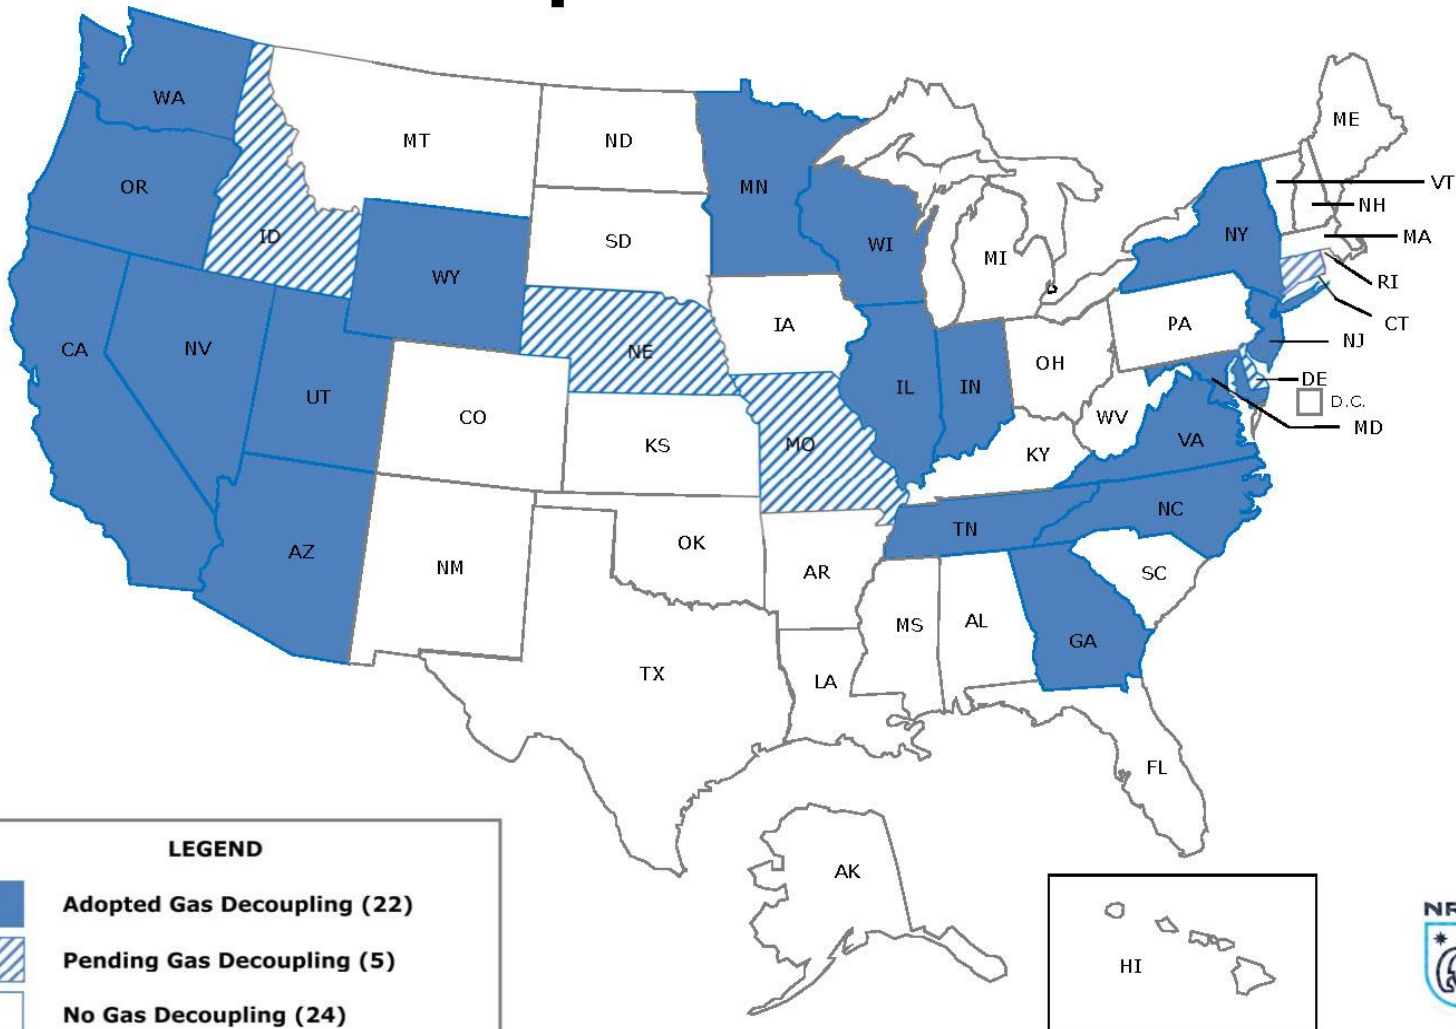 WA
MT
ND
ME
OR
MN
VT
NH
ID
SD
WI
NY
MA
MI
WY
RI
IA
PA
CT
CA
NV
NE
NJ
OH
UT
IL
IN
DE
D.C.
CO
WV
MD
KS
MO
KY
VA
NC
AZ
TN
OK
NM
AR
SC
MS
AL
GA
TX
LA
FL
LEGEND
AK
Adopted Gas Decoupling (22)
Pending Gas Decoupling (5)
HI
No Gas Decoupling (24)